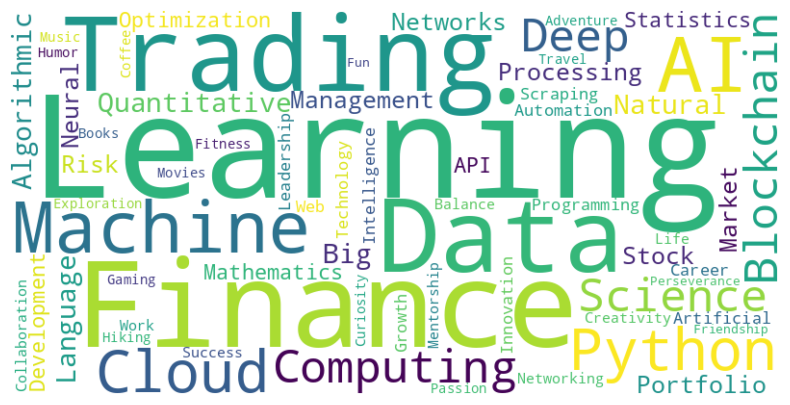 Music
Optimization
Networks
Adventure
Statistics
Trading
Deep
AI
Humor
Coffee
Fun
Travel
Processing
Algorithmic
Neural
Quantitative
Management
Scraping
Automation
Natural
Blockchain
Learning
Books
Fitness
Leadership
Risk
Movies
API
Intelligence
Technology
Exploration
Web
Balance
Programming
Market
Machine
Data
Life
Big
Stock
Language
Mathematics
Career
Development
Gaming
Finance
Perseverance
Science
Collaboration
Work
Hiking
Curiosity
Growth
Mentorship
Innovation
Creativity
Artificial
Friendship
Success
Cloud
Computing
Python
Passion
Networking
Portfolio